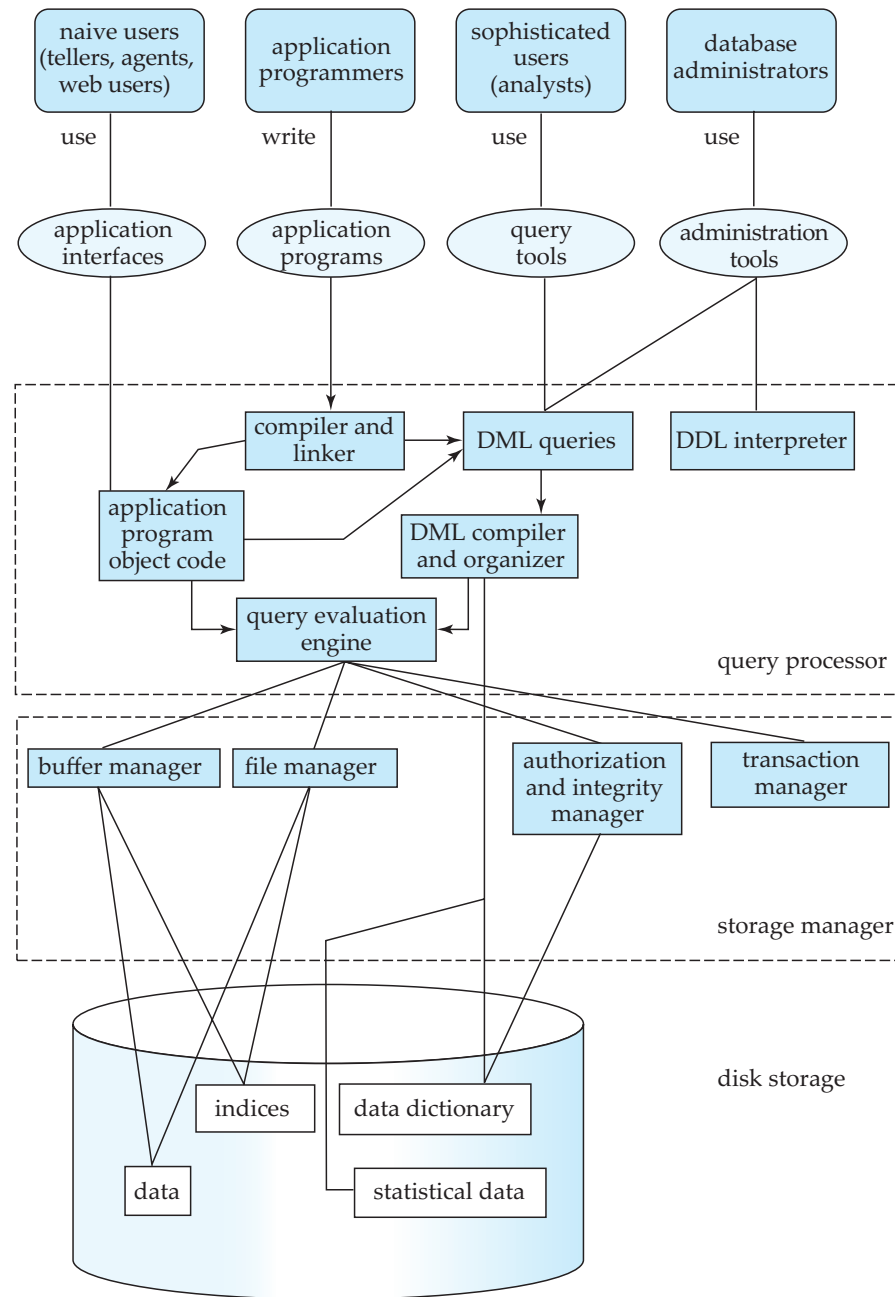 naive users
(tellers, agents,
web users)
application
programmers
sophisticated
users
(analysts)
database
administrators
use
write
use
use
application
interfaces
application
programs
query
tools
administration
tools
compiler and
linker
DML queries
DDL interpreter
application
program
object code
DML compiler
and organizer
query evaluation
engine
query processor
buffer manager
file manager
authorization
and integrity
manager
transaction
manager
storage manager
disk storage
indices
data dictionary
data
statistical data